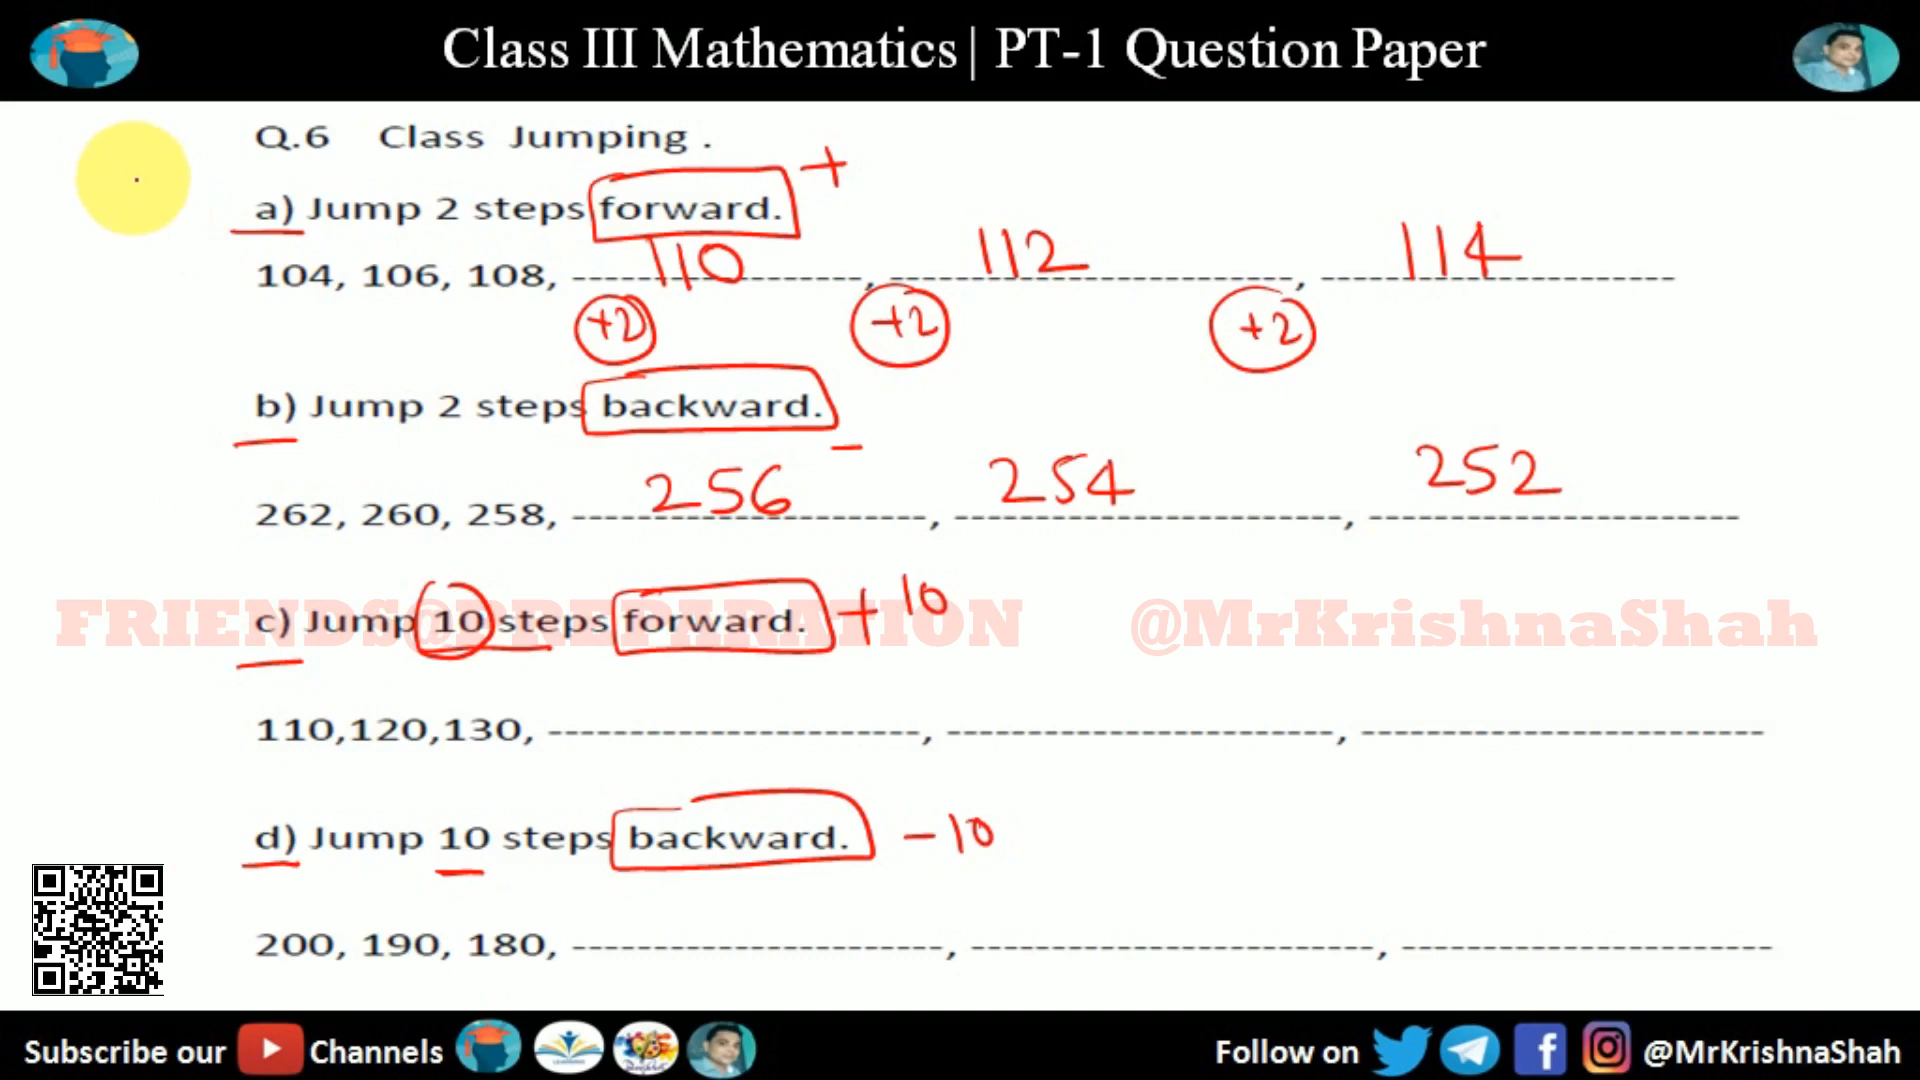 Class III Mathematics| PT-1 Question Paper
Q.6 Class Jumping .
a) Jump 2 steps forward. +
104, 106, 108, 110, 112, 114
+2 +2 +2
b) Jump 2 steps backward. -
262, 260, 258, 256, 254, 252
c) Jump 10 steps forward. +10
FRIENDS@PREPARATION @MrKrishnaShah
110,120,130, ----------------------, ----------------------, ----------------------
d) Jump 10 steps backward. -10
200, 190, 180, ----------------------, ----------------------, ----------------------
Subscribe our Channels Follow on @MrKrishnaShah